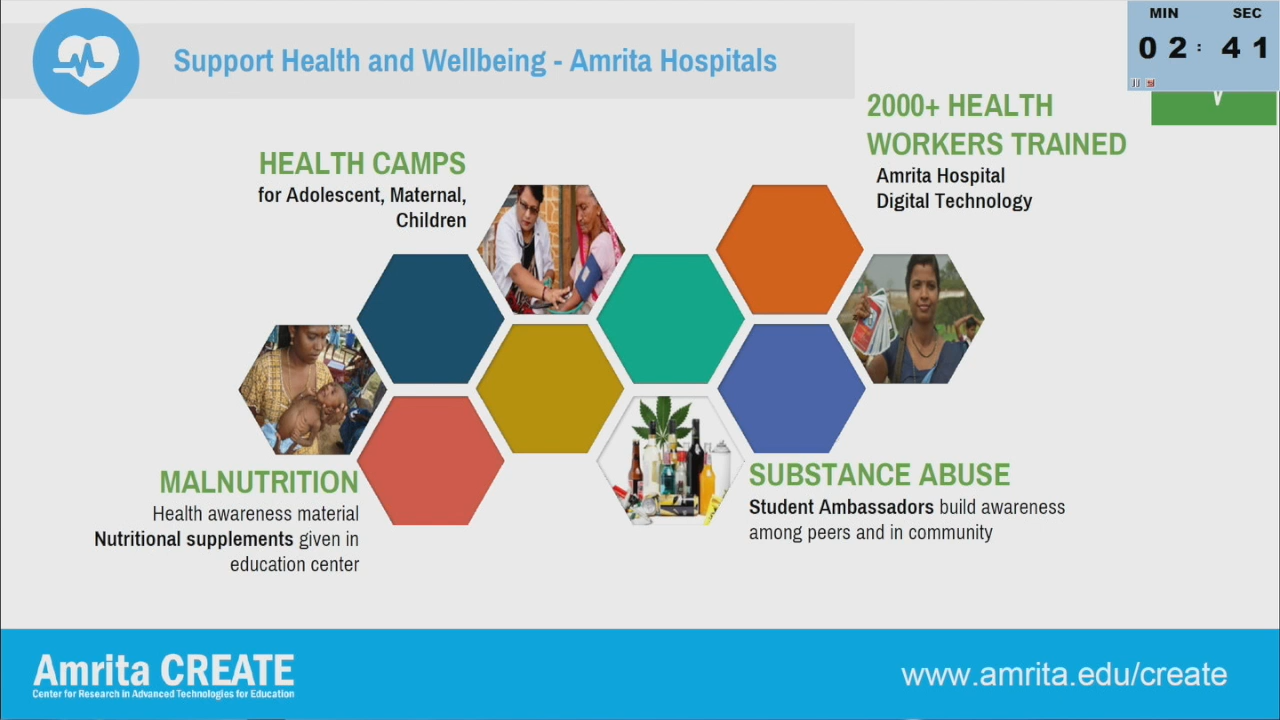 Support Health and Wellbeing - Amrita Hospitals
MIN SEC
02: 41
2000+ HEALTH
WORKERS TRAINED
Amrita Hospital
Digital Technology
HEALTH CAMPS
for Adolescent, Maternal,
Children
MALNUTRITION
Health awareness material
Nutritional supplements given in
education center
SUBSTANCE ABUSE
Student Ambassadors build awareness
among peers and in community
Amrita CREATE
Center for Research in Advanced Technologies for Education
www.amrita.edu/create